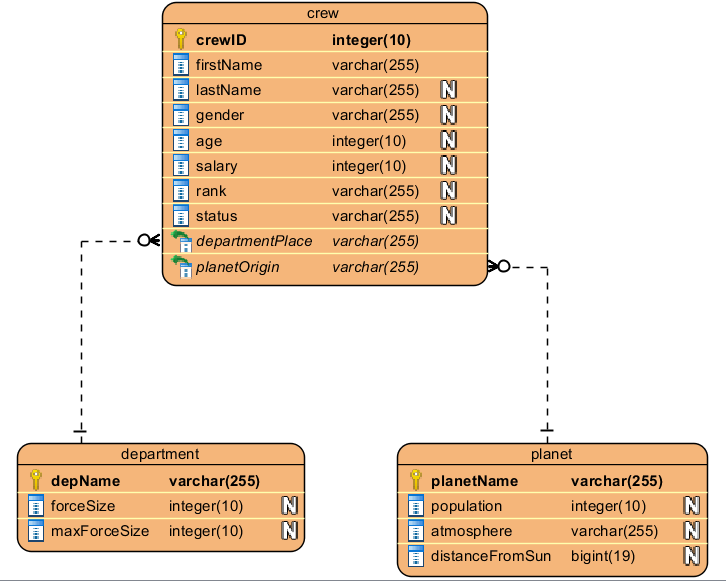 crew
crewID integer(10)
firstName varchar(255)
lastName varchar(255) N
gender varchar(255) N
age integer(10) N
salary integer(10) N
rank varchar(255) N
status varchar(255) N
departmentPlace varchar(255)
planetOrigin varchar(255)
department
depName varchar(255)
forceSize integer(10) N
maxForceSize integer(10) N
planet
planetName varchar(255)
population integer(10) N
atmosphere varchar(255) N
distanceFromSun bigint(19) N